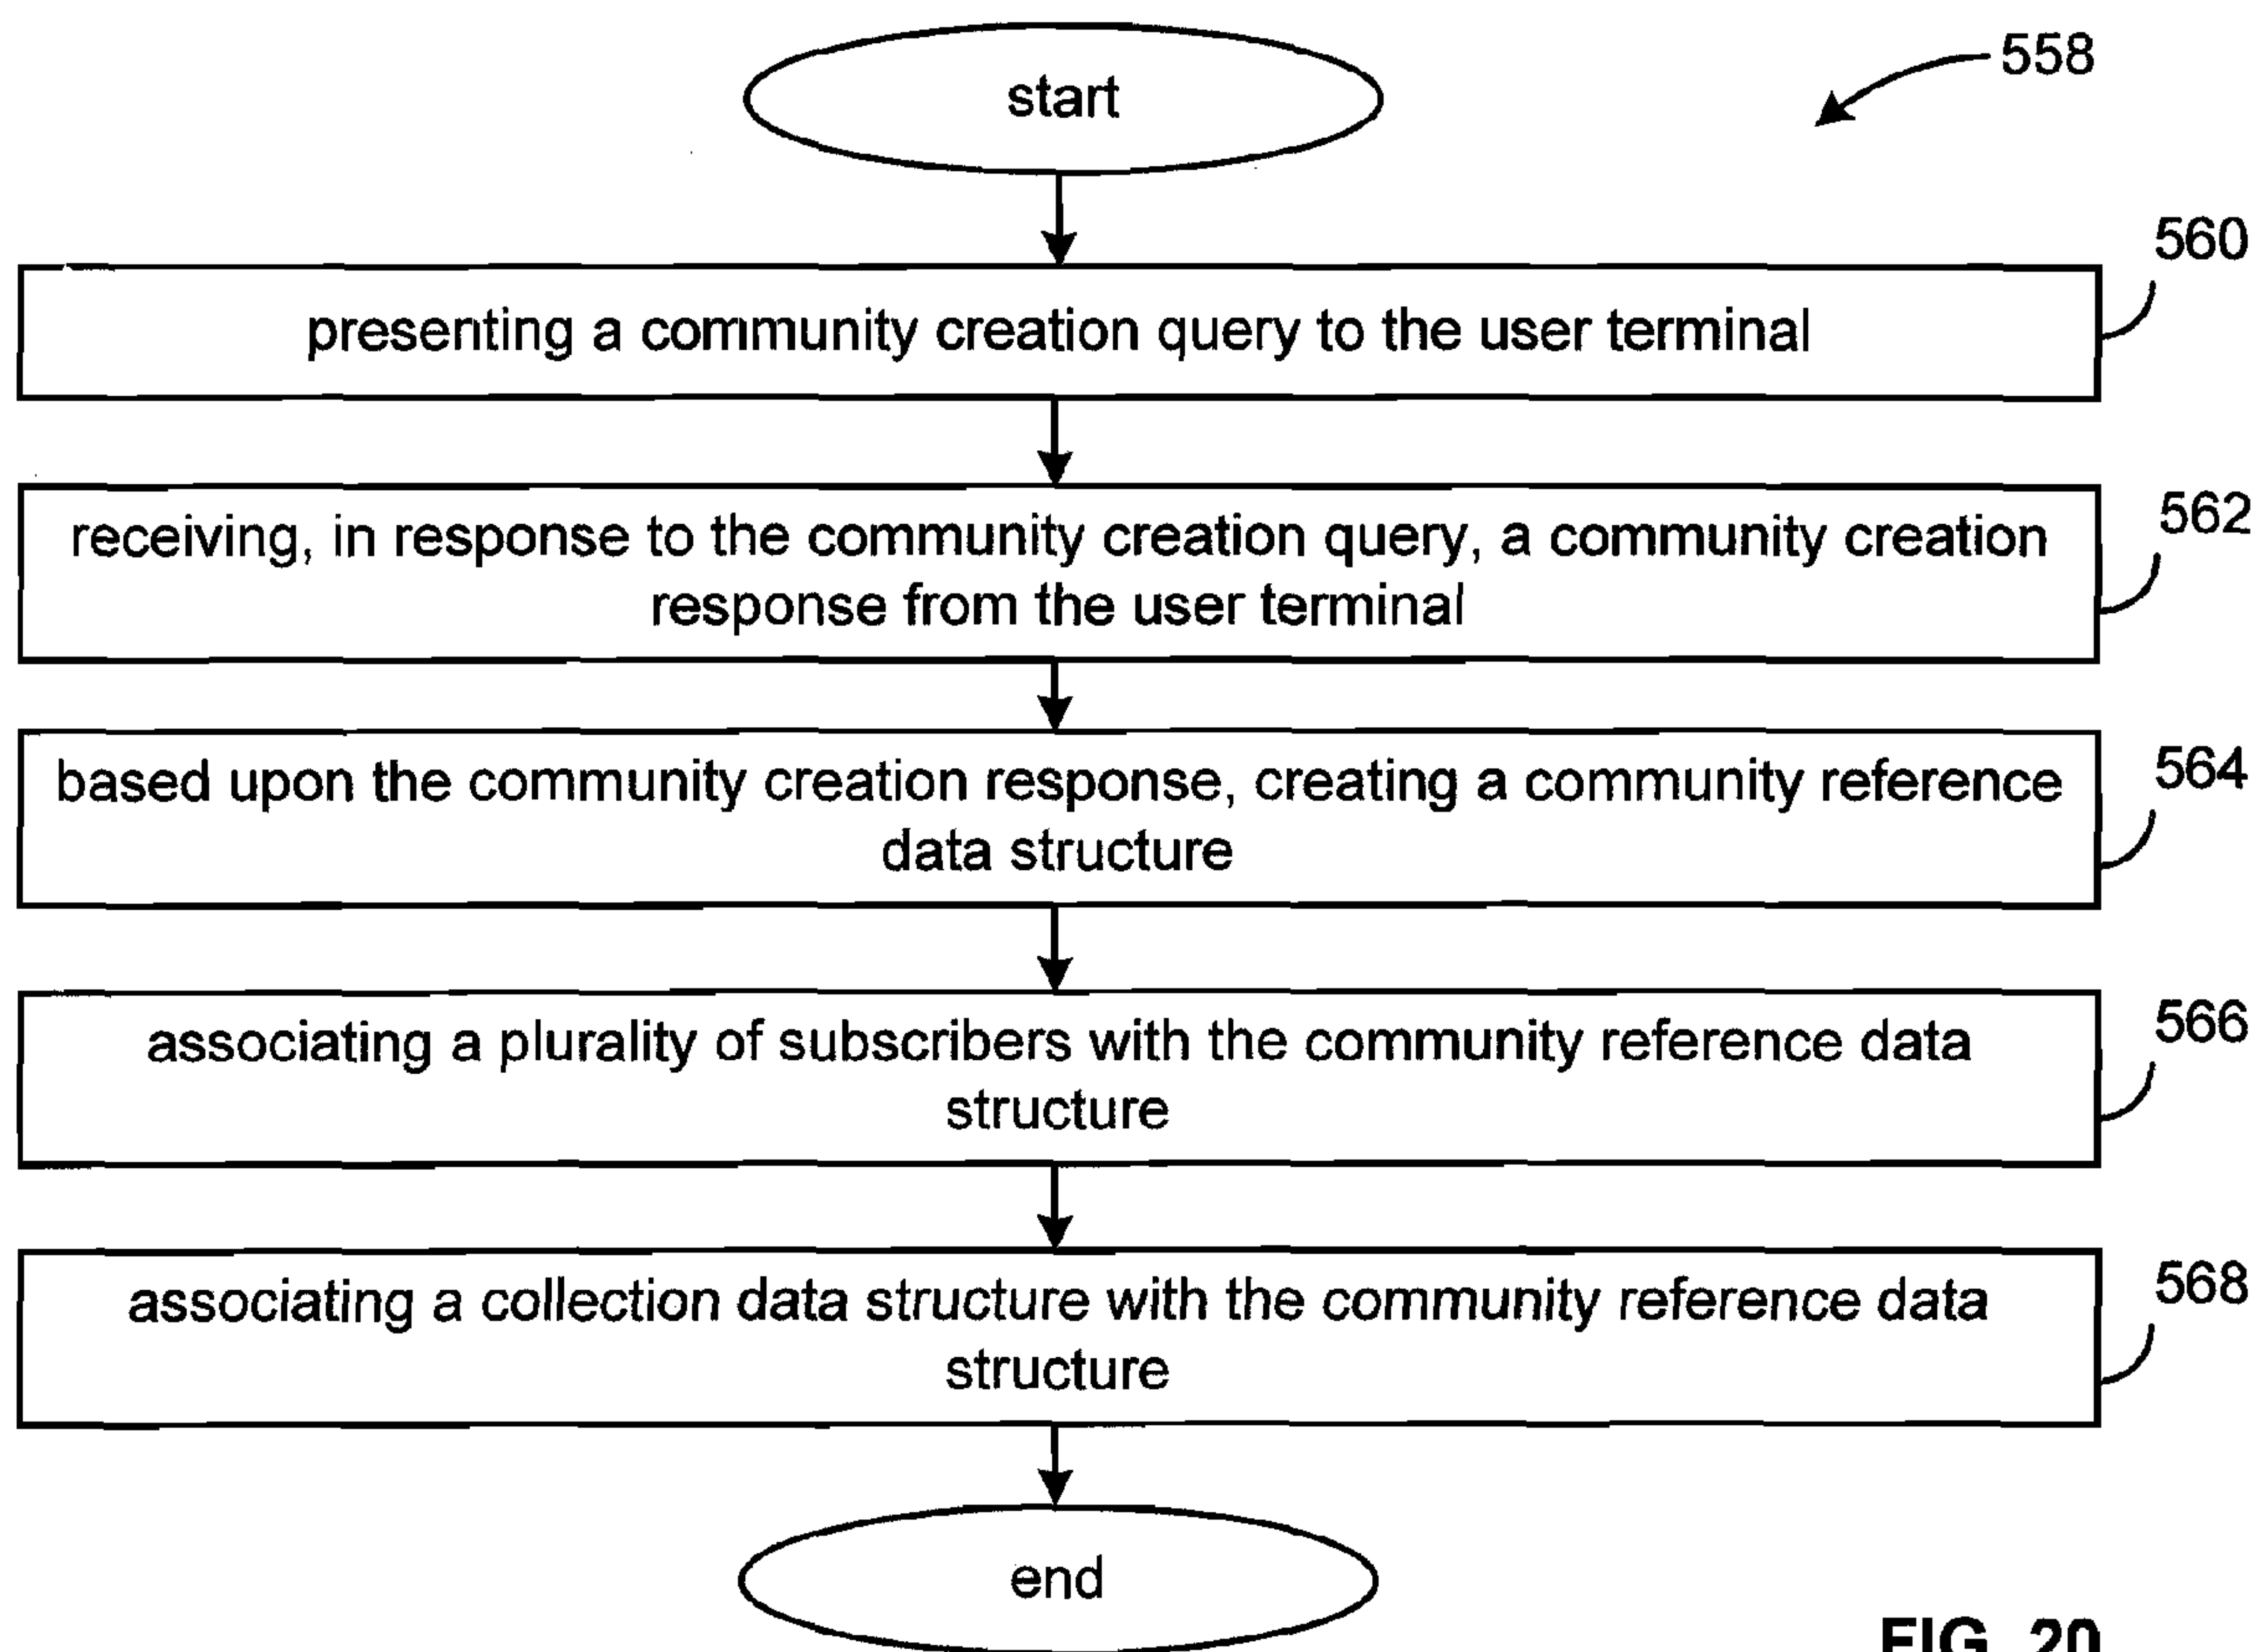 start
558
560
presenting a community creation query to the user terminal
562
receiving, in response to the community creation query, a community creation
response from the user terminal
564
based upon the community creation response, creating a community reference
data structure
566
associating a plurality of subscribers with the community reference data
structure
568
associating a collection data structure with the community reference data
structure
end
FIG. 20